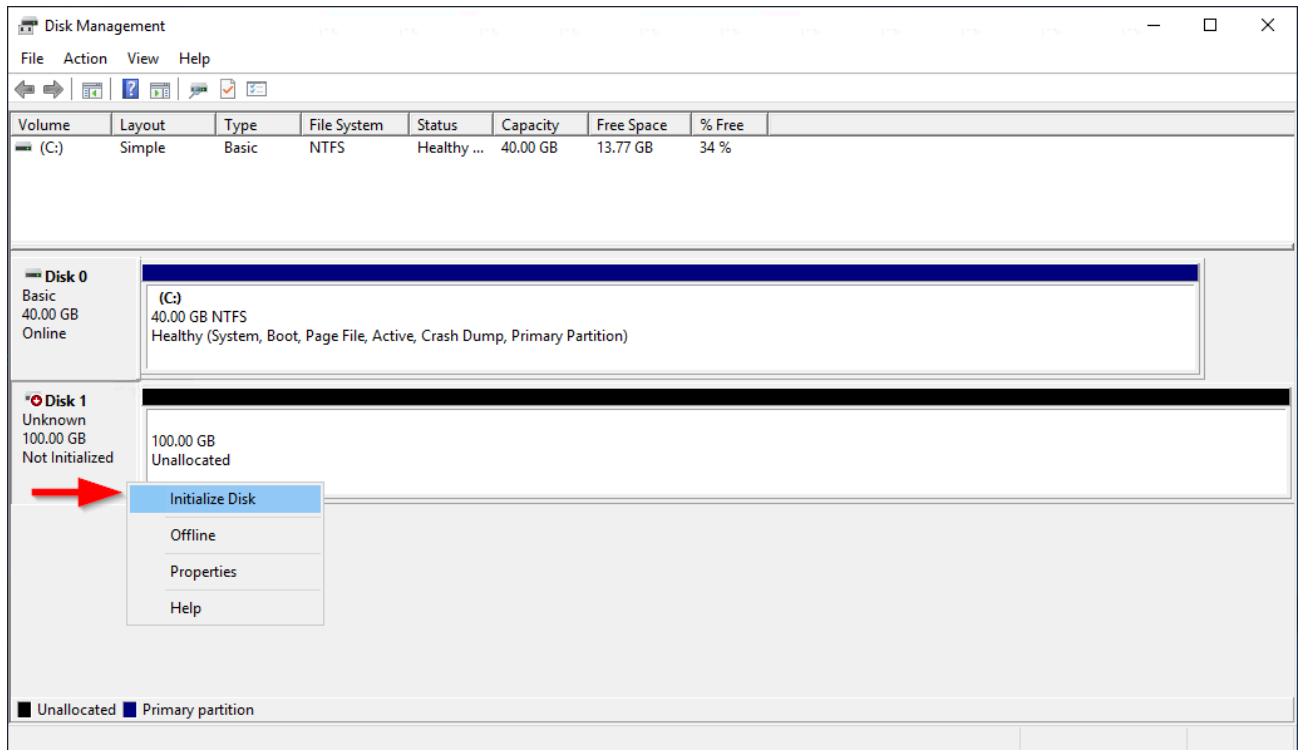 Disk Management
File Action View Help
Volume Layout Type File System Status Capacity Free Space % Free
(C:) Simple Basic NTFS Healthy ... 40.00 GB 13.77 GB 34 %
Disk 0
Basic
40.00 GB
Online
(C:)
40.00 GB NTFS
Healthy (System, Boot, Page File, Active, Crash Dump, Primary Partition)
Disk 1
Unknown
100.00 GB
Not Initialized
100.00 GB
Unallocated
Initialize Disk
Offline
Properties
Help
Unallocated Primary partition